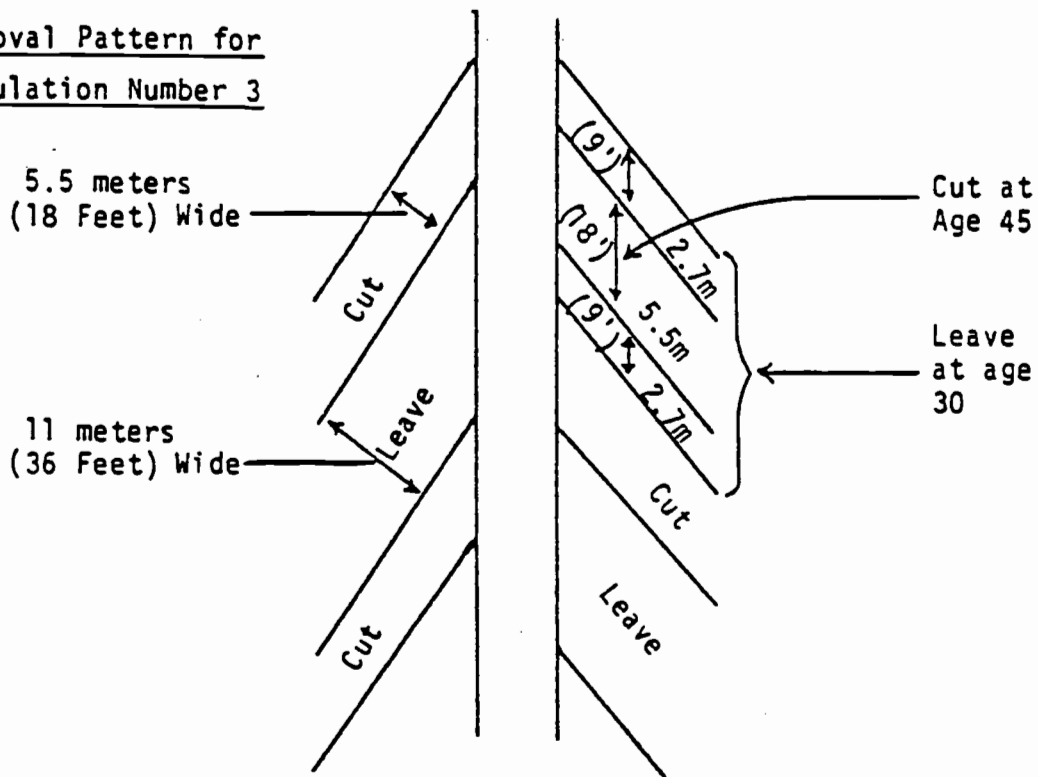 oval Pattern for
ulation Number 3
5.5 meters
(18 Feet) Wide
Cut
Leave
11 meters
(36 Feet) Wide
Cut
(9')
2.7m
(18')
5.5m
(9')
2.7m
Cut
Leave
Cut at
Age 45
Leave
at age
30